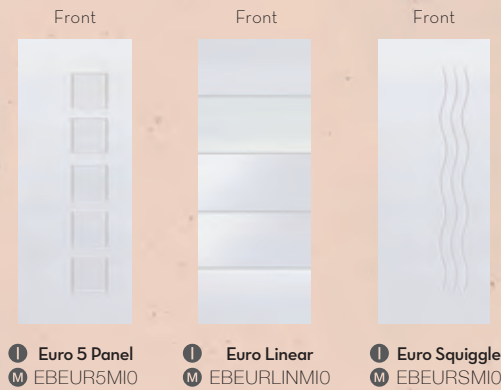 Front Front Front
I Euro 5 Panel I Euro Linear I Euro Squiggle
M EBEUR5MI0 M EBEURLINMI0 M EBEURSMI0